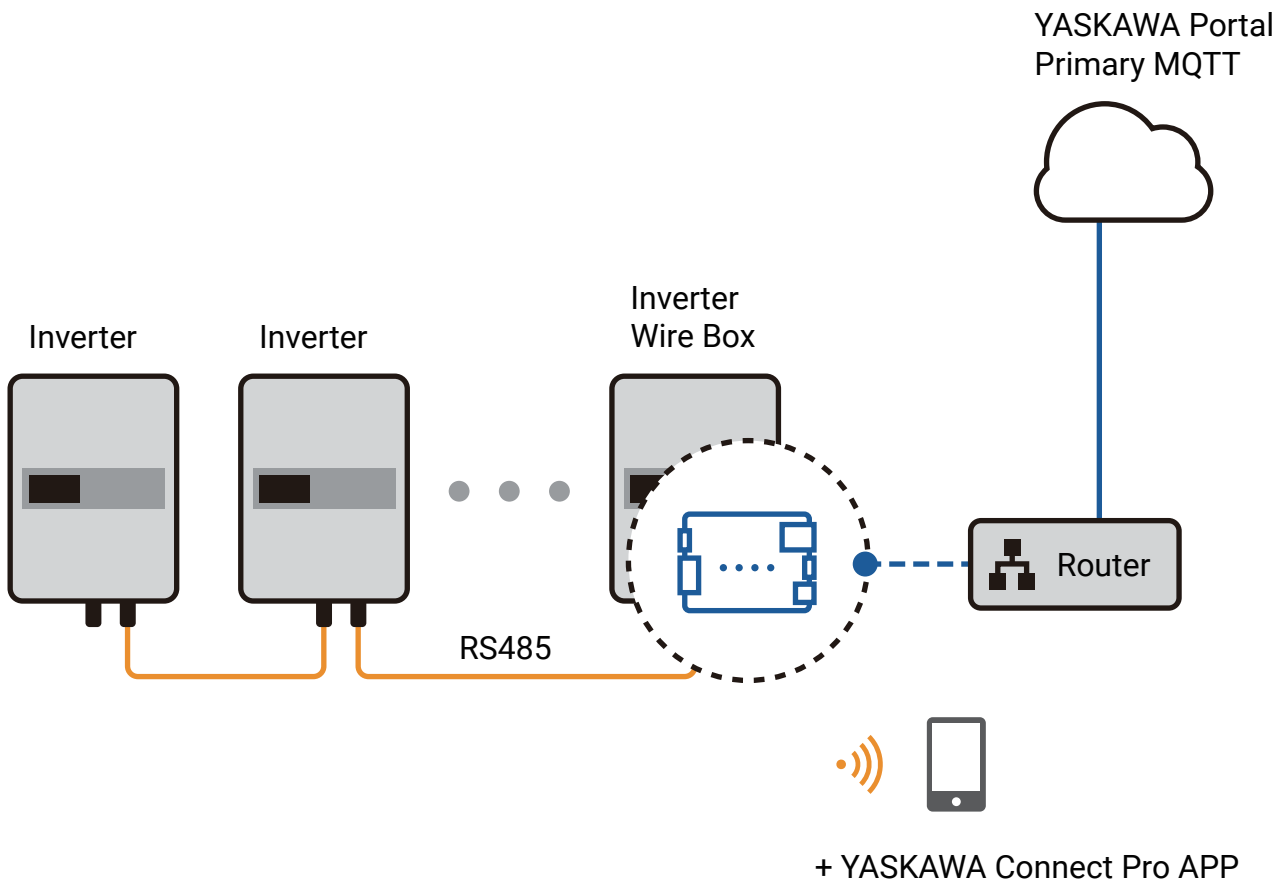 YASKAWA Portal
Primary MQTT
Inverter
Inverter
Inverter
Wire Box
Router
RS485
+ YASKAWA Connect Pro APP